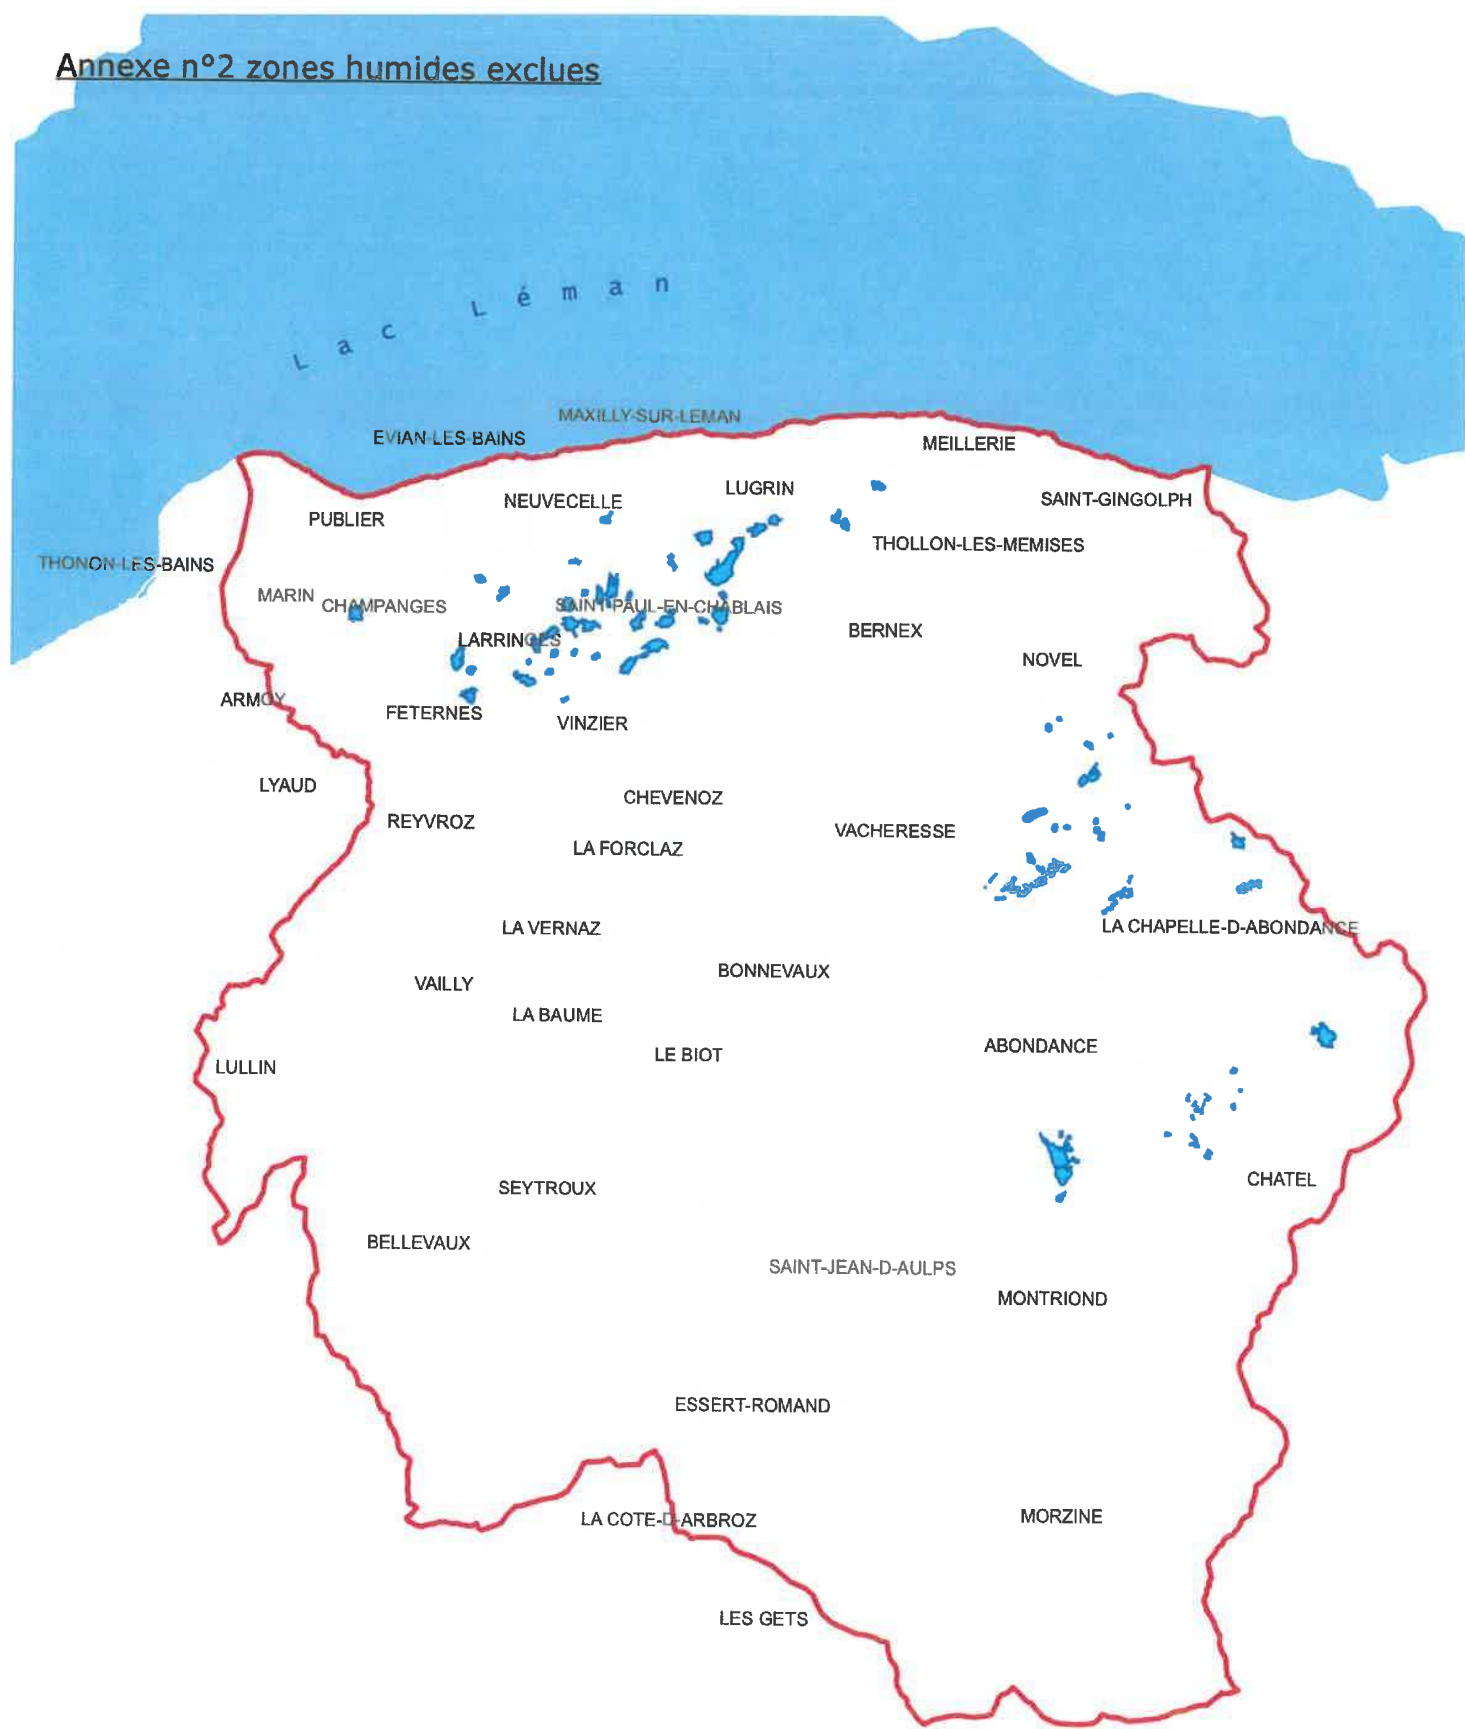 Annexe n°2 zones humides exclues
Lac Léman
MAXILLY-SUR-LEMAN
EVIAN-LES-BAINS
MEILLERIE
LUGRIN
NEUVECELLE
SAINT-GINGOLPH
PUBLIER
THOLLON-LES-MEMISES
THONON-LES-BAINS
MARIN
CHAMPANGES
SAINT-PAUL-EN-CHABLAIS
BERNEX
LARRINGES
NOVEL
ARMOY
FETERNES
VINZIER
LYAUD
CHEVENOZ
REYVROZ
VACHERESSE
LA FORCLAZ
LA VERNAZ
LA CHAPELLE-D-ABONDANCE
BONNEVAUX
VAILLY
LA BAUME
ABONDANCE
LE BIOT
LULLIN
CHATEL
SEYTROUX
BELLEVAUX
SAINT-JEAN-D-AULPS
MONTRIOND
ESSERT-ROMAND
MORZINE
LA COTE-D-ARBROZ
LES GETS